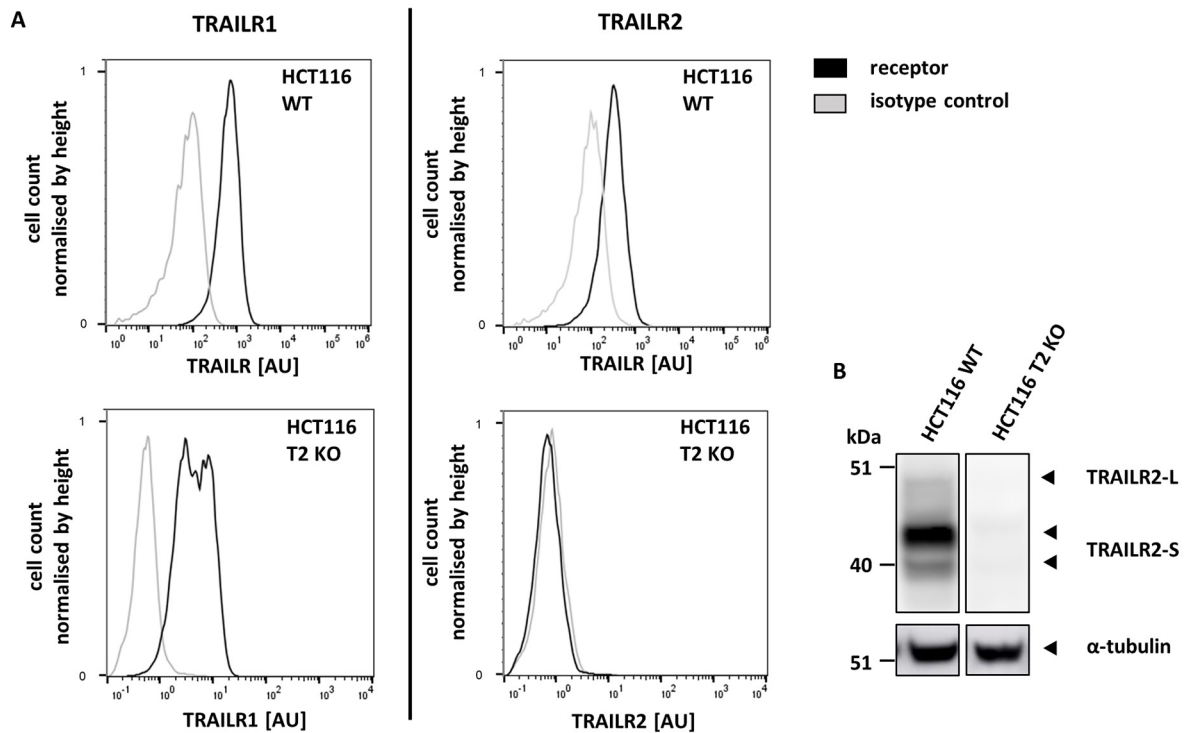 A
TRAILR1
TRAILR2
receptor
isotype control
1
HCT116
WT
cell count
normalised by height
0
10^0 10^1 10^2 10^3 10^4 10^5 10^6
TRAILR [AU]
1
HCT116
WT
cell count
normalised by height
0
10^0 10^1 10^2 10^3 10^4 10^5 10^6
TRAILR [AU]
1
HCT116
T2 KO
cell count
normalised by height
0
10^-1 10^0 10^1 10^2 10^3 10^4
TRAILR1 [AU]
1
HCT116
T2 KO
cell count
normalised by height
0
10^-1 10^0 10^1 10^2 10^3 10^4
TRAILR2 [AU]
B
HCT116 WT
HCT116 T2 KO
kDa
51
TRAILR2-L
TRAILR2-S
40
α-tubulin
51